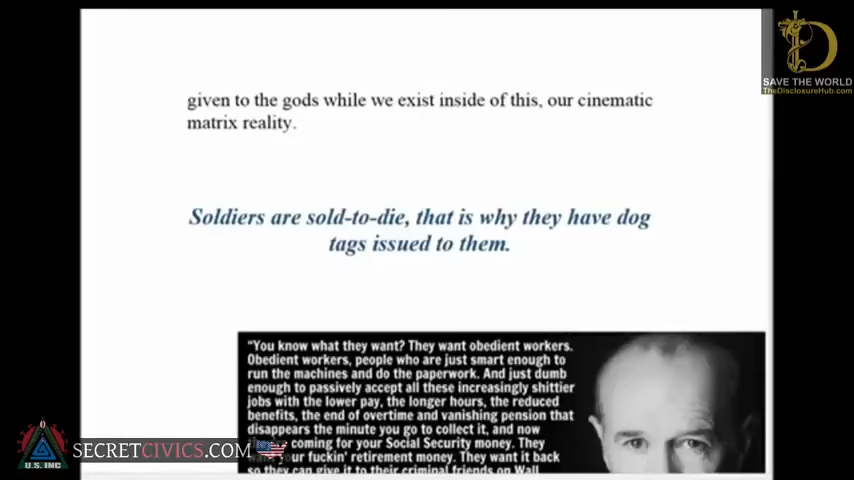 SAVE THE WORLD
TheDisclosureHub.com
given to the gods while we exist inside of this, our cinematic
matrix reality.
Soldiers are sold-to-die, that is why they have dog
tags issued to them.
"You know what they want? They want obedient workers.
Obedient workers, people who are just smart enough to
run the machines and do the paperwork. And just dumb
enough to passively accept all these increasingly shittier
jobs with the lower pay, the longer hours, the reduced
benefits, the end of overtime and vanishing pension that
disappears the minute you go to collect it, and now
coming for your Social Security money. They
fuckin' retirement money. They want it back
so they can give it to their criminal friends on Wall
U.S. INC
SECRETCIVICS.COM